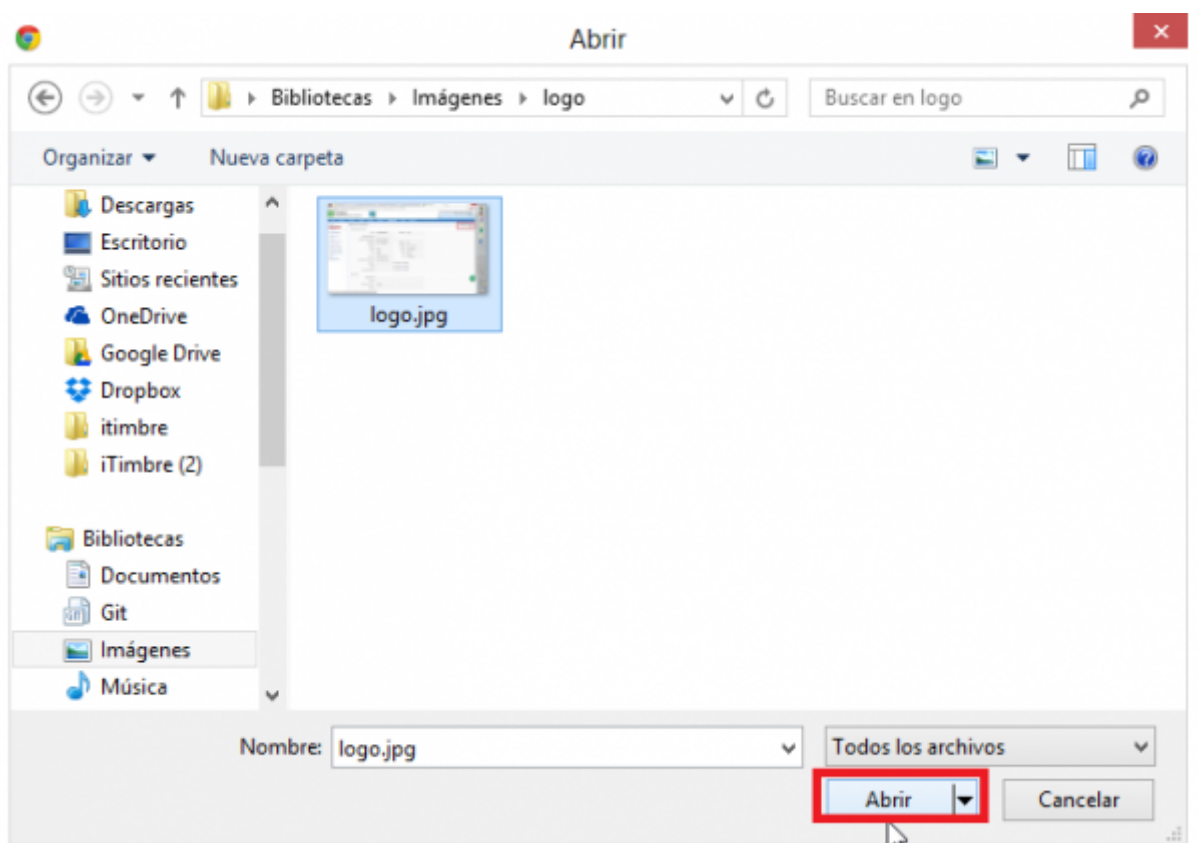 Abrir
Bibliotecas Imágenes logo
Buscar en logo
Organizar
Nueva carpeta
Descargas
Escritorio
Sitios recientes
OneDrive
Google Drive
Dropbox
itimbre
iTimbre (2)
Bibliotecas
Documentos
Git
Imágenes
Música
logo.jpg
Nombre: logo.jpg
Todos los archivos
Abrir
Cancelar